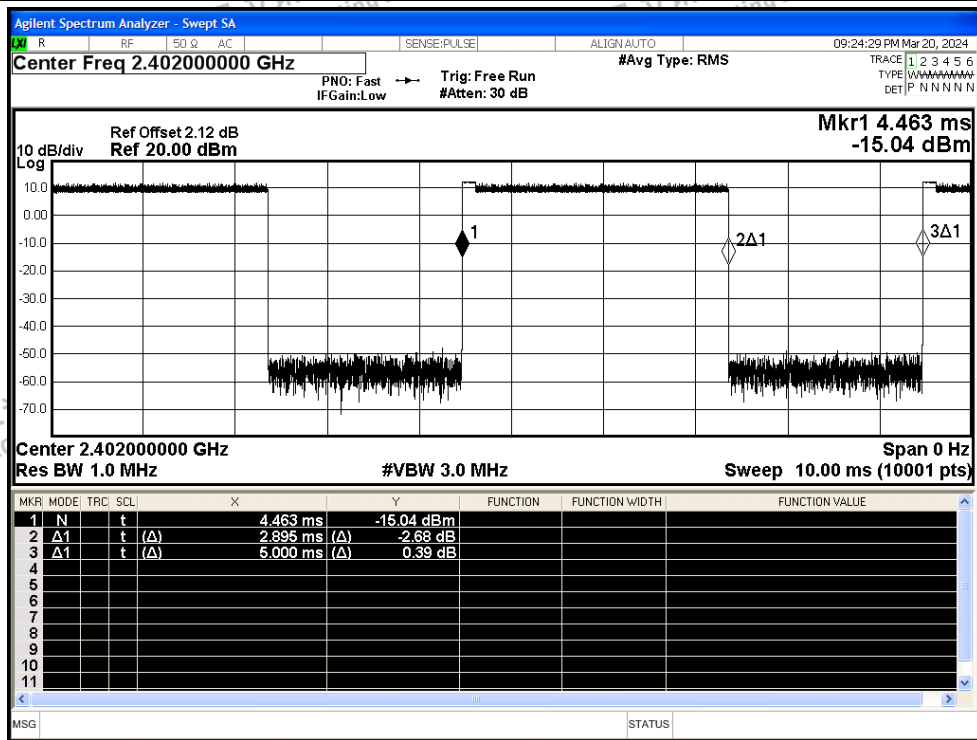 Agilent Spectrum Analyzer - Swept SA
LXI R RF 50 Ω AC SENSE:PULSE ALIGN AUTO 09:24:29 PM Mar 20, 2024
Center Freq 2.402000000 GHz #Avg Type: RMS TRACE 1 2 3 4 5 6
PNO: Fast Trig: Free Run TYPE WWWWWW
IFGain:Low #Atten: 30 dB DET P N N N N N
Mkr1 4.463 ms
Ref Offset 2.12 dB
10 dB/div Ref 20.00 dBm -15.04 dBm
Log
10.0
0.00
1 2Δ1 3Δ1
-10.0
-20.0
-30.0
-40.0
-50.0
-60.0
-70.0
Center 2.402000000 GHz Span 0 Hz
Res BW 1.0 MHz #VBW 3.0 MHz Sweep 10.00 ms (10001 pts)
MKR MODE TRC SCL X Y FUNCTION FUNCTION WIDTH FUNCTION VALUE
1 N t 4.463 ms -15.04 dBm
2 Δ1 t (Δ) 2.895 ms (Δ) -2.68 dB
3 Δ1 t (Δ) 5.000 ms (Δ) 0.39 dB
4
5
6
7
8
9
10
11
MSG STATUS